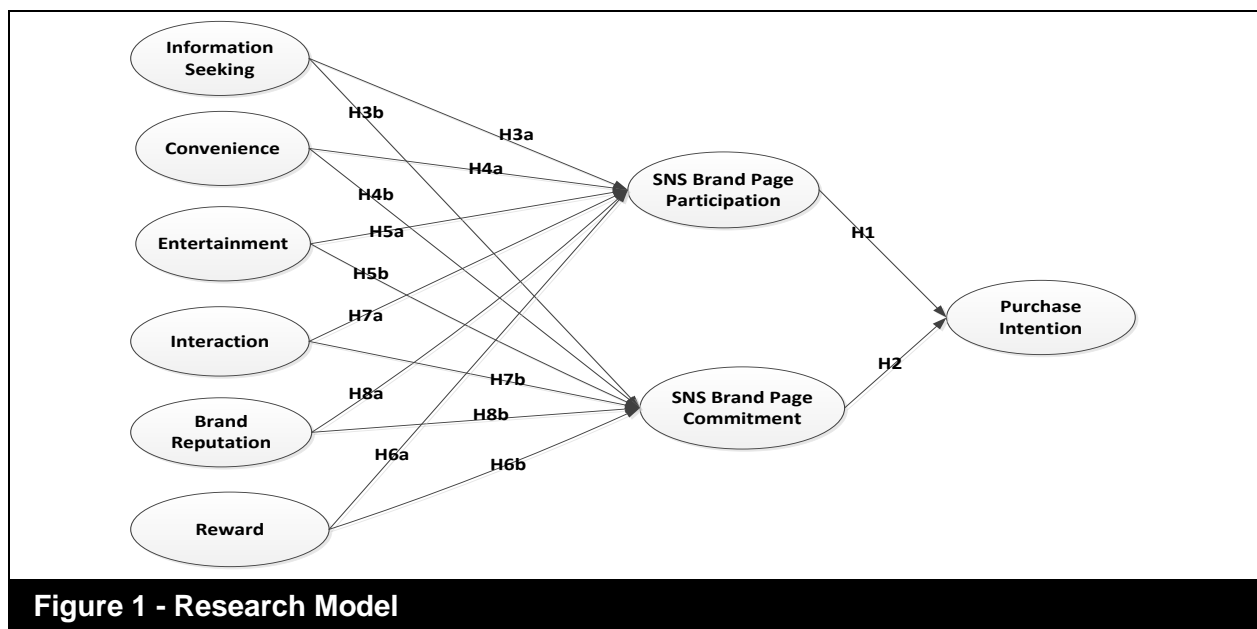 Information
Seeking
H3b
H3a
Convenience
H4a
SNS Brand Page
Participation
H4b
H5a
H1
Entertainment
H5b
Purchase
Intention
H7a
Interaction
H2
H7b
SNS Brand Page
Commitment
H8a
H8b
Brand
Reputation
H6a
H6b
Reward
Figure 1 - Research Model